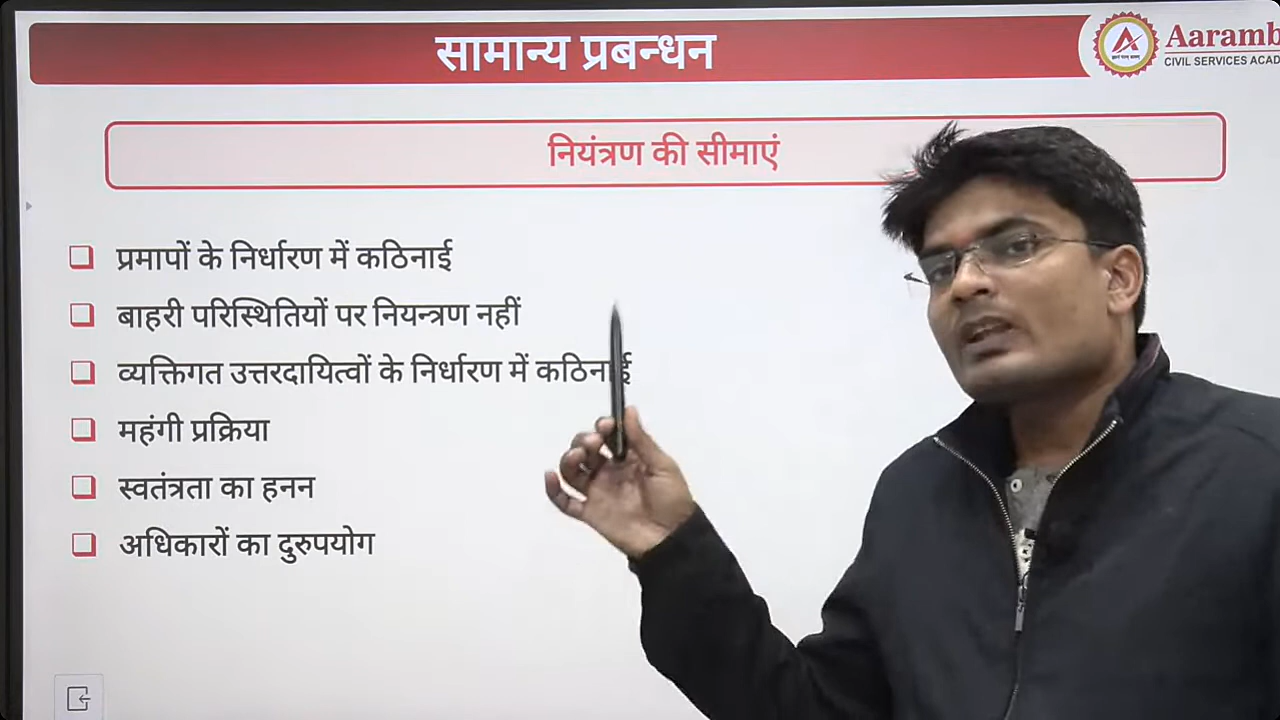 सामान्य प्रबन्धन
Aaramb
CIVIL SERVICES ACAD
नियंत्रण की सीमाएं
प्रमापों के निर्धारण में कठिनाई
बाहरी परिस्थितियों पर नियन्त्रण नहीं
व्यक्तिगत उत्तरदायित्वों के निर्धारण में कठिनाई
महंगी प्रक्रिया
स्वतंत्रता का हनन
अधिकारों का दुरुपयोग